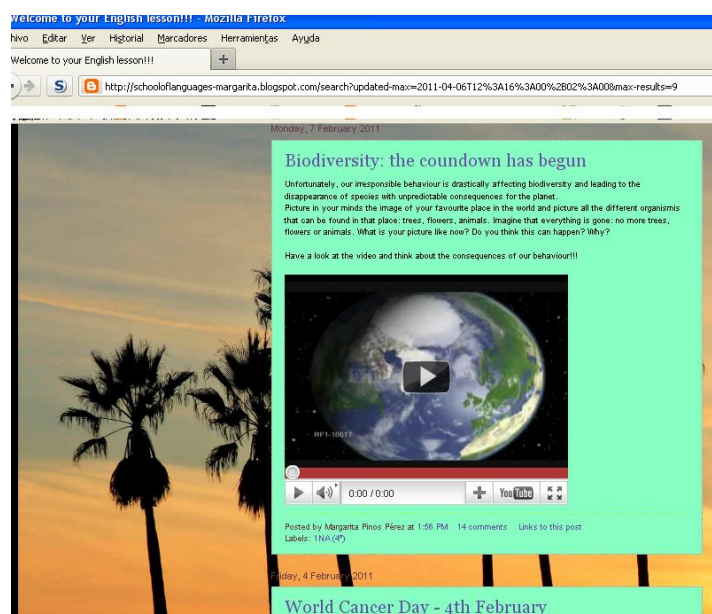 Welcome to your English lesson!!! - Mozilla Firefox
hivo Editar Ver Historial Marcadores Herramientas Ayuda
Welcome to your English lesson!!!
http://schooloflanguages-margarita.blogspot.com/search?updated-max=2011-04-06T12%3A16%3A00%2B02%3A00&max-results=9
Monday, 7 February 2011
Biodiversity: the coundown has begun
Unfortunately, our irresponsible behaviour is drastically affecting biodiversity and leading to the
disappearance of species with unpredictable consequences for the planet.
Picture in your minds the image of your favourite place in the world and picture all the different organisms
that can be found in that place: trees, flowers, animals. Imagine that everything is gone: no more trees,
flowers or animals. What is your picture like now? Do you think this can happen? Why?
Have a look at the video and think about the consequences of our behaviour!!!
RF1-10617
0:00 / 0:00
YouTube
Posted by Margarita Pinos Pérez at 1:56 PM 14 comments Links to this post
Labels: 1NA (4º)
Friday, 4 February 2011
World Cancer Day - 4th February